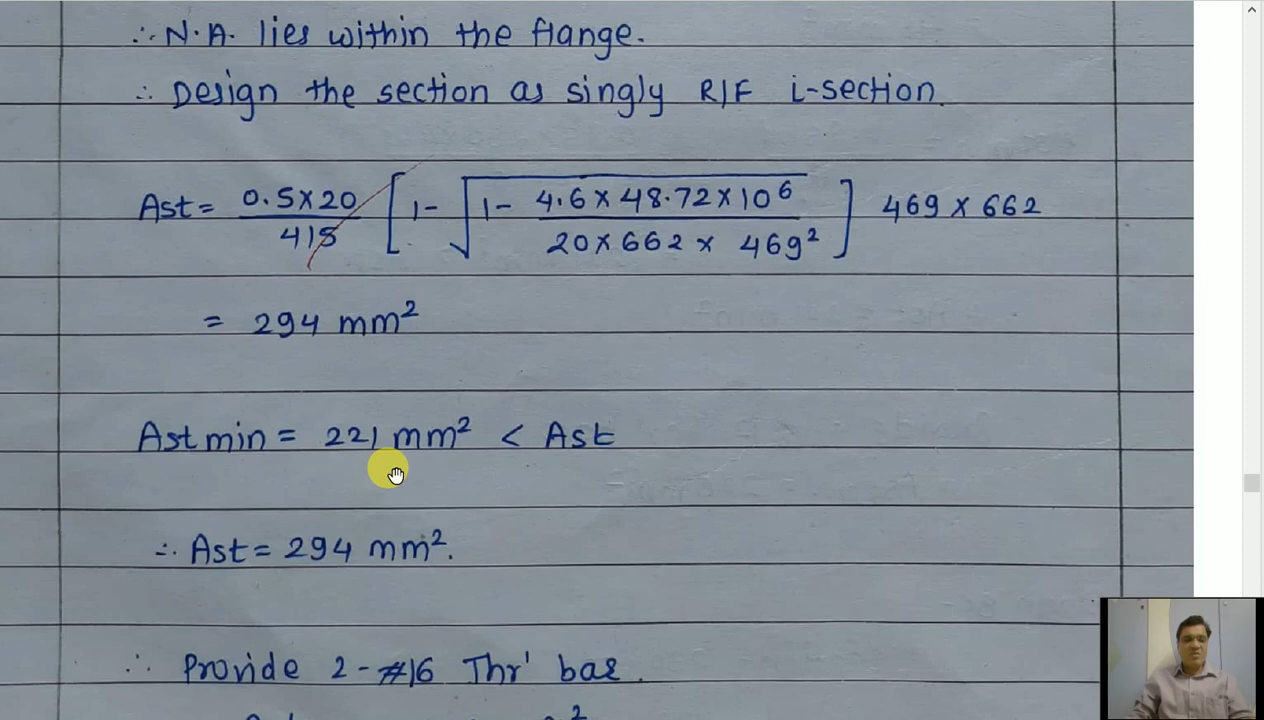 ∴ N.A. lies within the flange.
∴ Design the section as singly R/F L-section.
Ast = 0.5×20/415 [1- √(1- 4.6×48.72×10⁶/20×662×469²)] 469×662
= 294 mm²
Ast min = 221 mm² < Ast
∴ Ast = 294 mm².
∴ Provide 2-#16 Thr' bar.